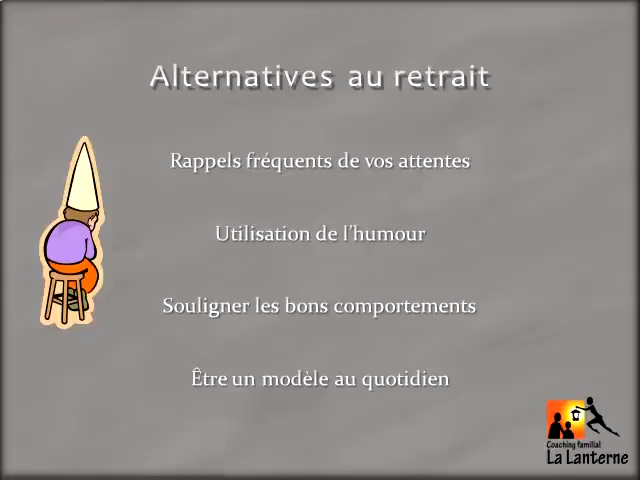 Alternatives au retrait
Rappels fréquents de vos attentes
Utilisation de l'humour
Souligner les bons comportements
Être un modèle au quotidien
Coaching familial
La Lanterne